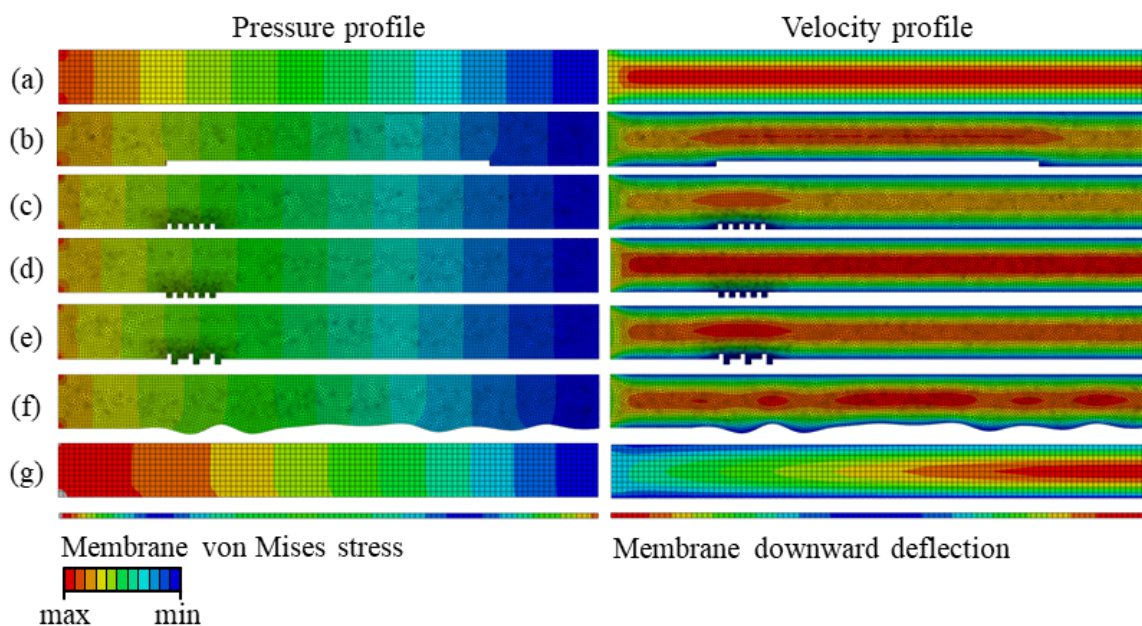 Pressure profile
Velocity profile
(a)
(b)
(c)
(d)
(e)
(f)
(g)
Membrane von Mises stress
Membrane downward deflection
max
min